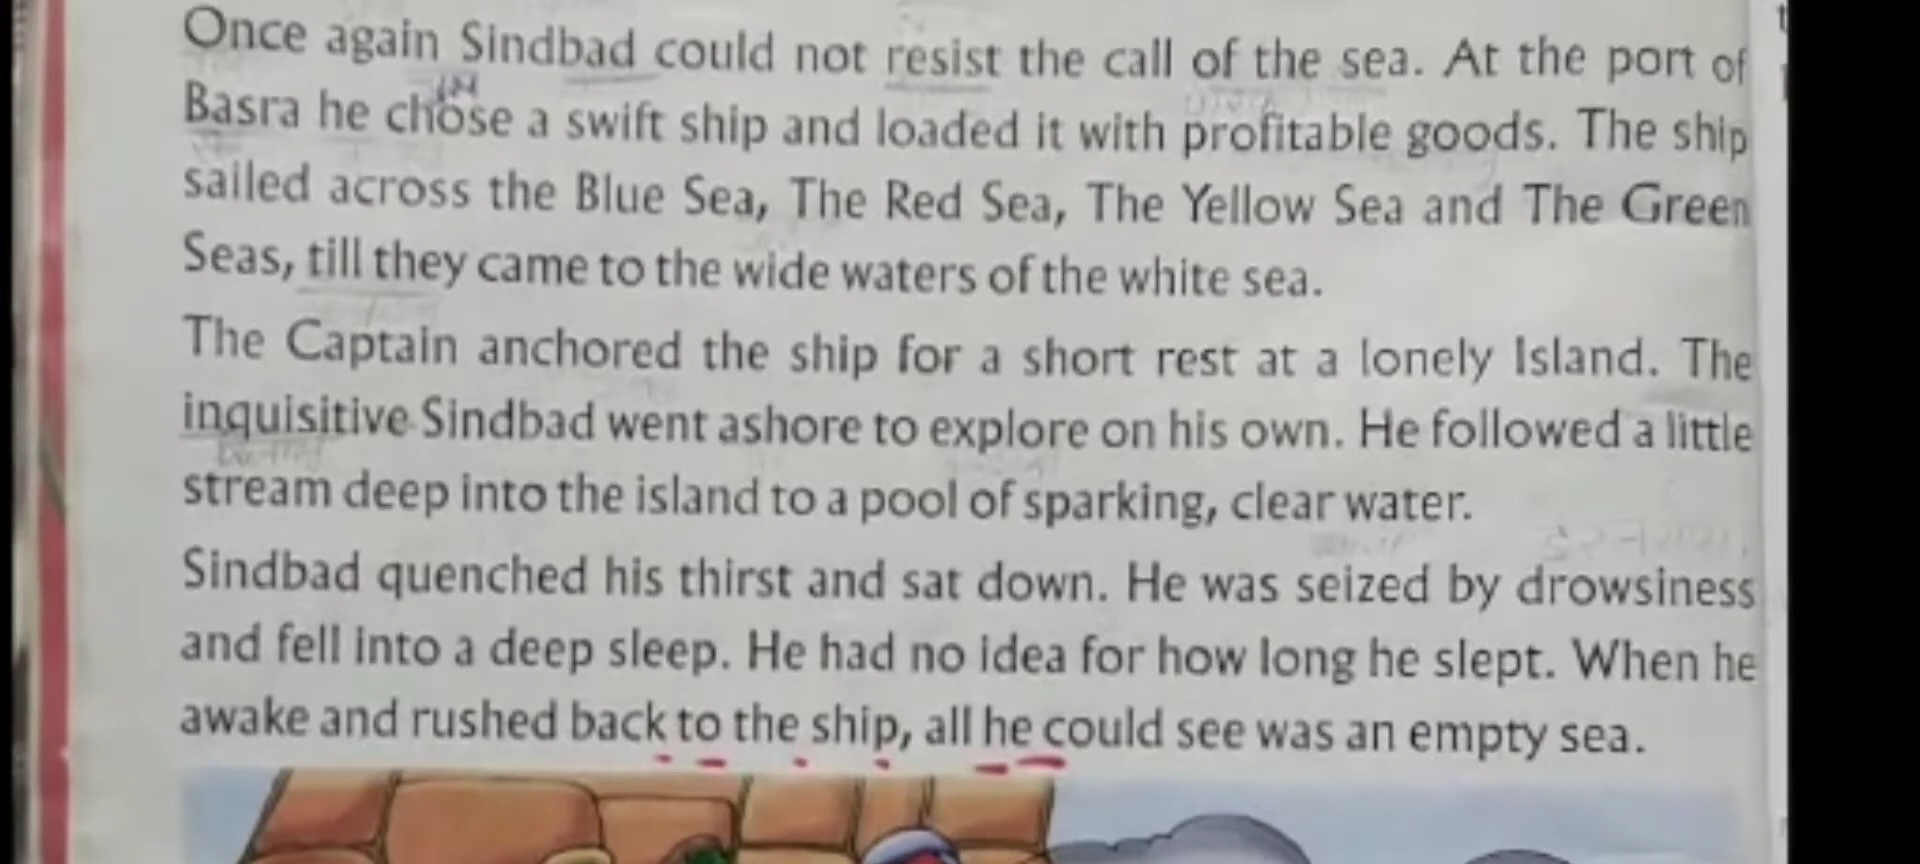 Once again Sindbad could not resist the call of the sea. At the port of
Basra he chose a swift ship and loaded it with profitable goods. The ship
sailed across the Blue Sea, The Red Sea, The Yellow Sea and The Green
Seas, till they came to the wide waters of the white sea.
The Captain anchored the ship for a short rest at a lonely Island. The
inquisitive Sindbad went ashore to explore on his own. He followed a little
stream deep into the island to a pool of sparking, clear water.
Sindbad quenched his thirst and sat down. He was seized by drowsiness
and fell into a deep sleep. He had no idea for how long he slept. When he
awake and rushed back to the ship, all he could see was an empty sea.